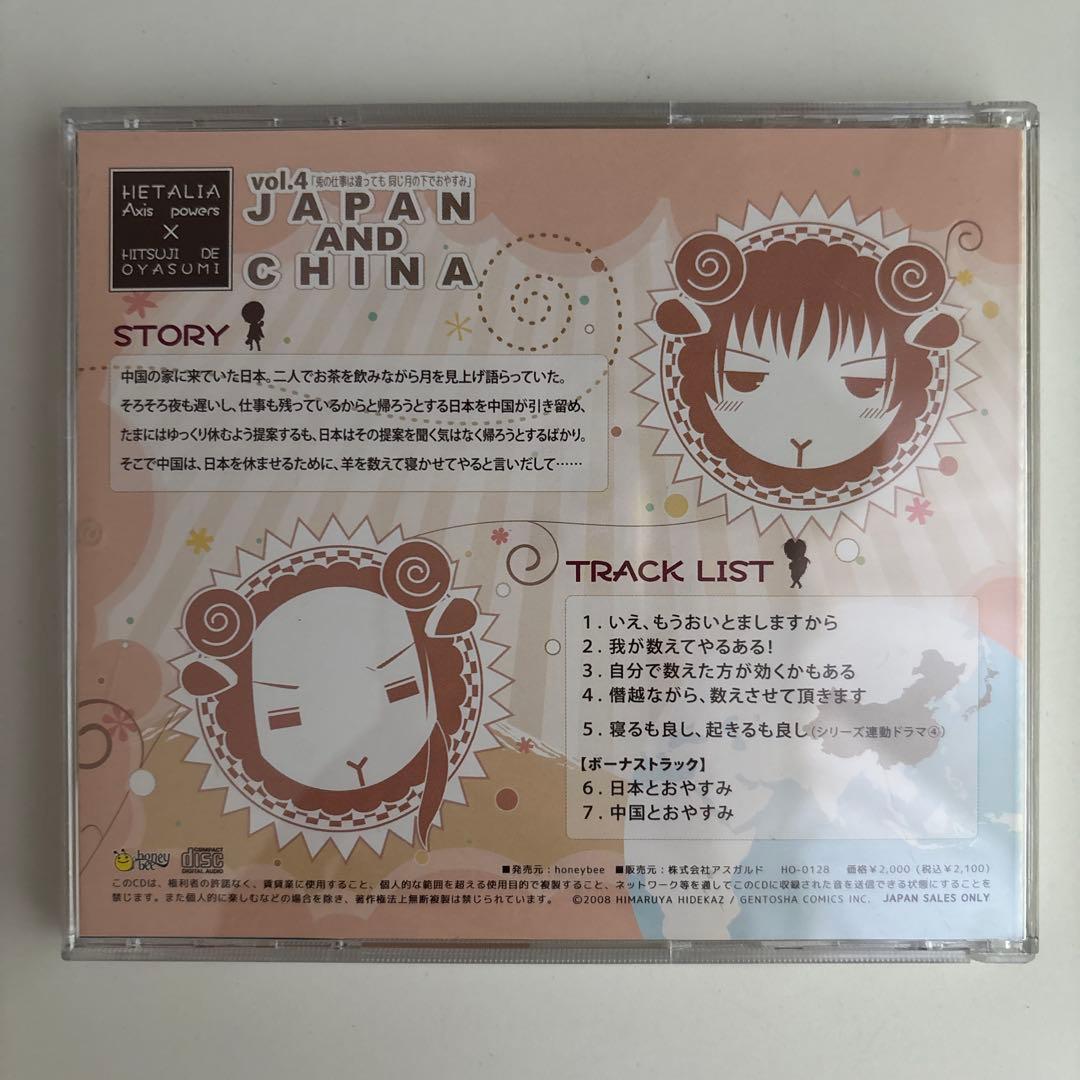 HETALIA
Axis powers
×
HITSUJI DE
OYASUMI
vol.4「兎の仕事は違っても 同じ月の下でおやすみ」
JAPAN
AND
CHINA
STORY
中国の家に来ていた日本。二人でお茶を飲みながら月を見上げ語らっていた。
そろそろ夜も遅いし、仕事も残っているからと帰ろうとする日本を中国が引き留め、
たまにはゆっくり休むよう提案するも、日本はその提案を聞く気はなく帰ろうとするばかり。
そこで中国は、日本を休ませるために、羊を数えて寝かせてやると言いだして……
TRACK LIST
1. いえ、もうおいとましますから
2. 我が数えてやるある!
3. 自分で数えた方が効くかもある
4. 僭越ながら、数えさせて頂きます
5. 寝るも良し、起きるも良し(シリーズ連動ドラマ④)
【ボーナストラック】
6. 日本とおやすみ
7. 中国とおやすみ
honey bee
COMPACT disc DIGITAL AUDIO
■発売元:honeybee ■販売元:株式会社アスガルド HO-0128 価格¥2,000 (税込¥2,100)
このCDは、権利者の許諾なく、賃貸業に使用すること、個人的な範囲を超える使用目的で複製すること、ネットワーク等を通してこのCDに収録された音を送信できる状態にすることを
禁じます。また個人的に楽しむなどの場合を除き、著作権法上無断複製は禁じられています。 ©2008 HIMARUYA HIDEKAZ / GENTOSHA COMICS INC. JAPAN SALES ONLY